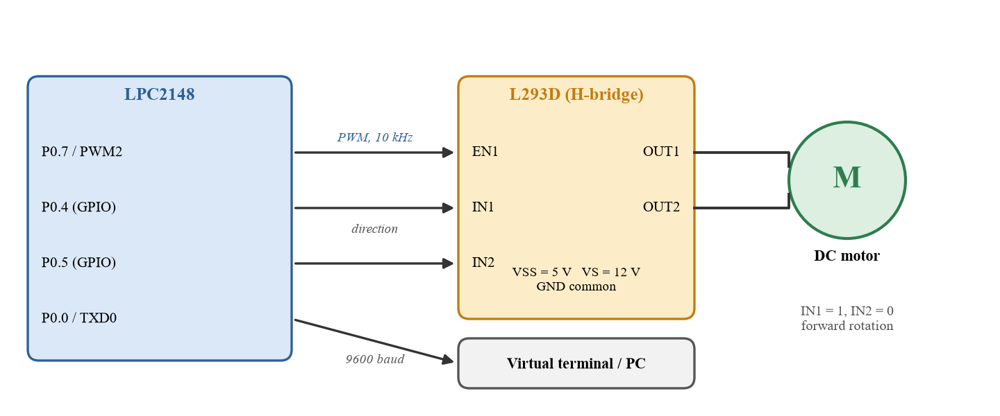 LPC2148
P0.7 / PWM2
P0.4 (GPIO)
P0.5 (GPIO)
P0.0 / TXD0
PWM, 10 kHz
direction
9600 baud
L293D (H-bridge)
EN1
OUT1
IN1
OUT2
IN2
VSS = 5 V   VS = 12 V
GND common
Virtual terminal / PC
M
DC motor
IN1 = 1, IN2 = 0
forward rotation